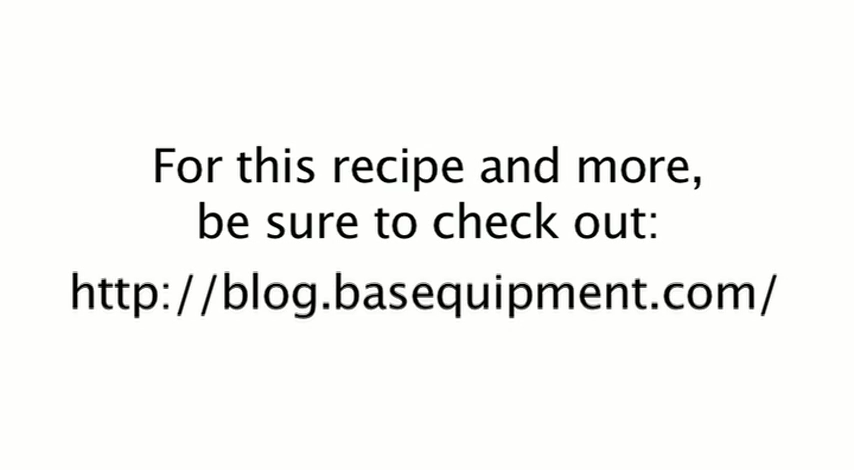 For this recipe and more,
be sure to check out:
http://blog.basequipment.com/